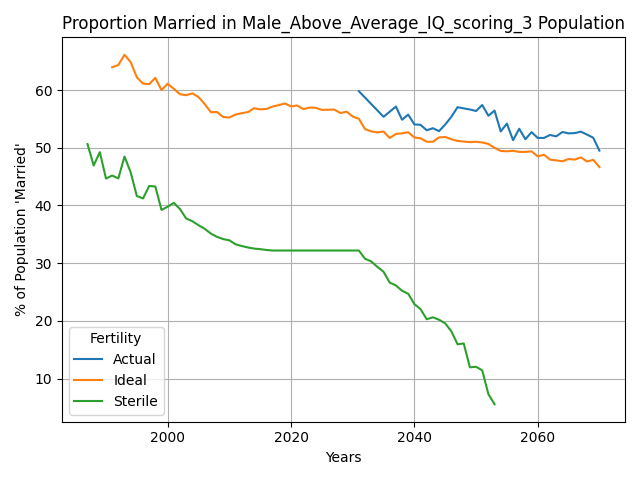 Proportion Married in Male_Above_Average_IQ_scoring_3 Population
% of Population 'Married'
60
50
40
30
20
10
Fertility
Actual
Ideal
Sterile
2000
2020
2040
2060
Years